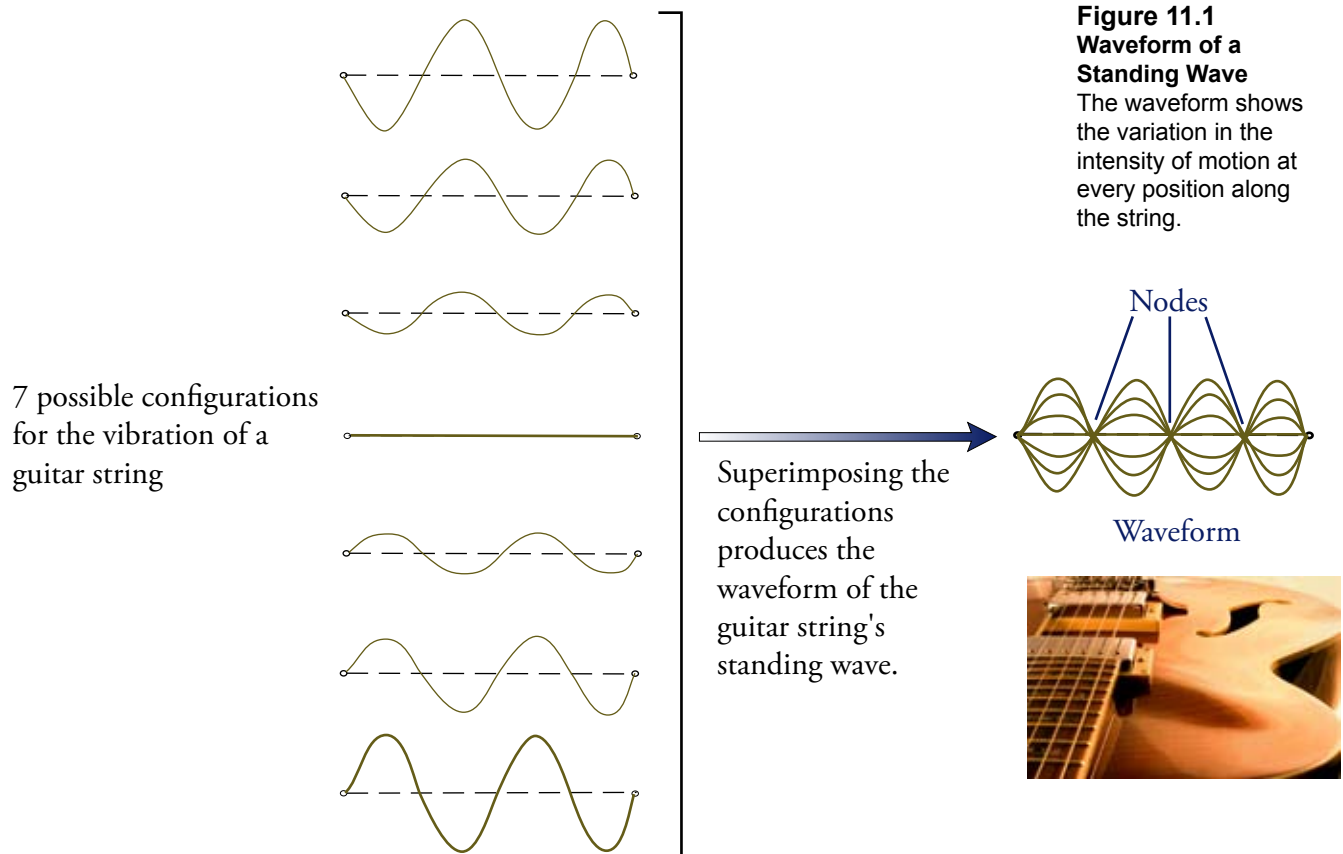 7 possible configurations
for the vibration of a
guitar string
Superimposing the
configurations
produces the
waveform of the
guitar string's
standing wave.
Figure 11.1
Waveform of a
Standing Wave
The waveform shows
the variation in the
intensity of motion at
every position along
the string.
Nodes
Waveform